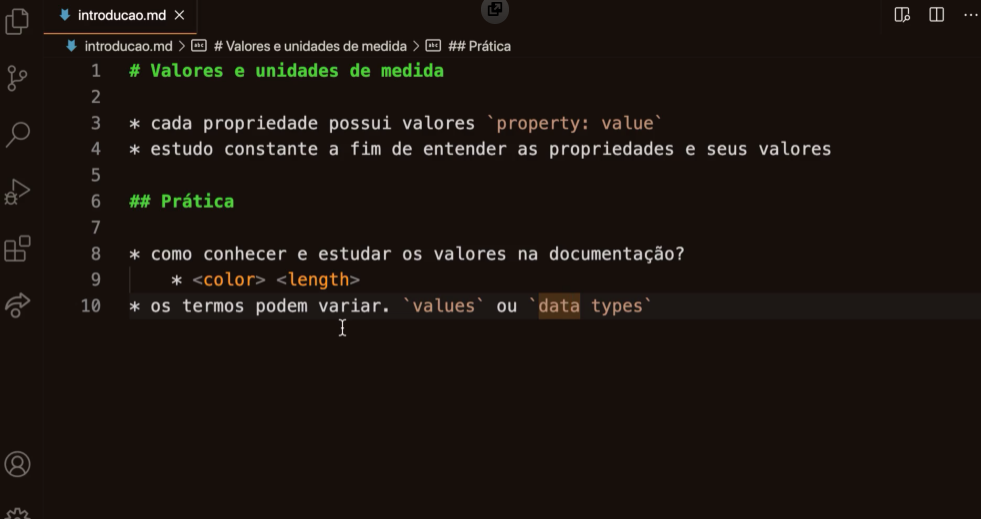 introducao.md
introducao.md > # Valores e unidades de medida > ## Prática
1 # Valores e unidades de medida
2
3 * cada propriedade possui valores `property: value`
4 * estudo constante a fim de entender as propriedades e seus valores
5
6 ## Prática
7
8 * como conhecer e estudar os valores na documentação?
9 * <color> <length>
10 * os termos podem variar. `values` ou `data types`